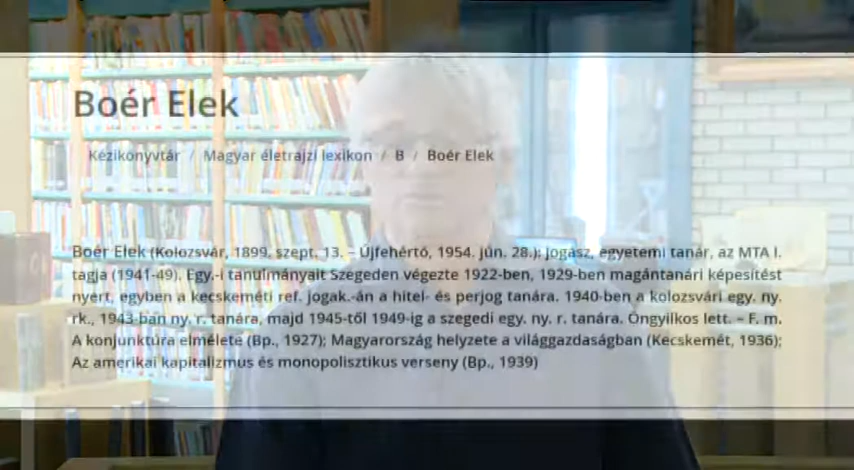 Boér Elek
Kézikonyvtár / Magyar életrajzi lexikon / B / Boér Elek
Boér Elek (Kolozsvár, 1899. szept. 13. – Újfehértó, 1954. jún. 28.): jogász, egyetemi tanár, az MTA l.
tagja (1941-49). Egy.-i tanulmányait Szegeden végezte 1922-ben, 1929-ben magántanári képesítést
nyert, egyben a kecskeméti ref. jogak.-án a hitel- és perjog tanára. 1940-ben a kolozsvári egy. ny.
rk., 1943-ban ny. r. tanára, majd 1945-től 1949-ig a szegedi egy. ny. r. tanára. Öngyilkos lett. – F. m.
A konjunktúra elmélete (Bp., 1927); Magyarország helyzete a világgazdaságban (Kecskemét, 1936);
Az amerikai kapitalizmus és monopolisztikus verseny (Bp., 1939)